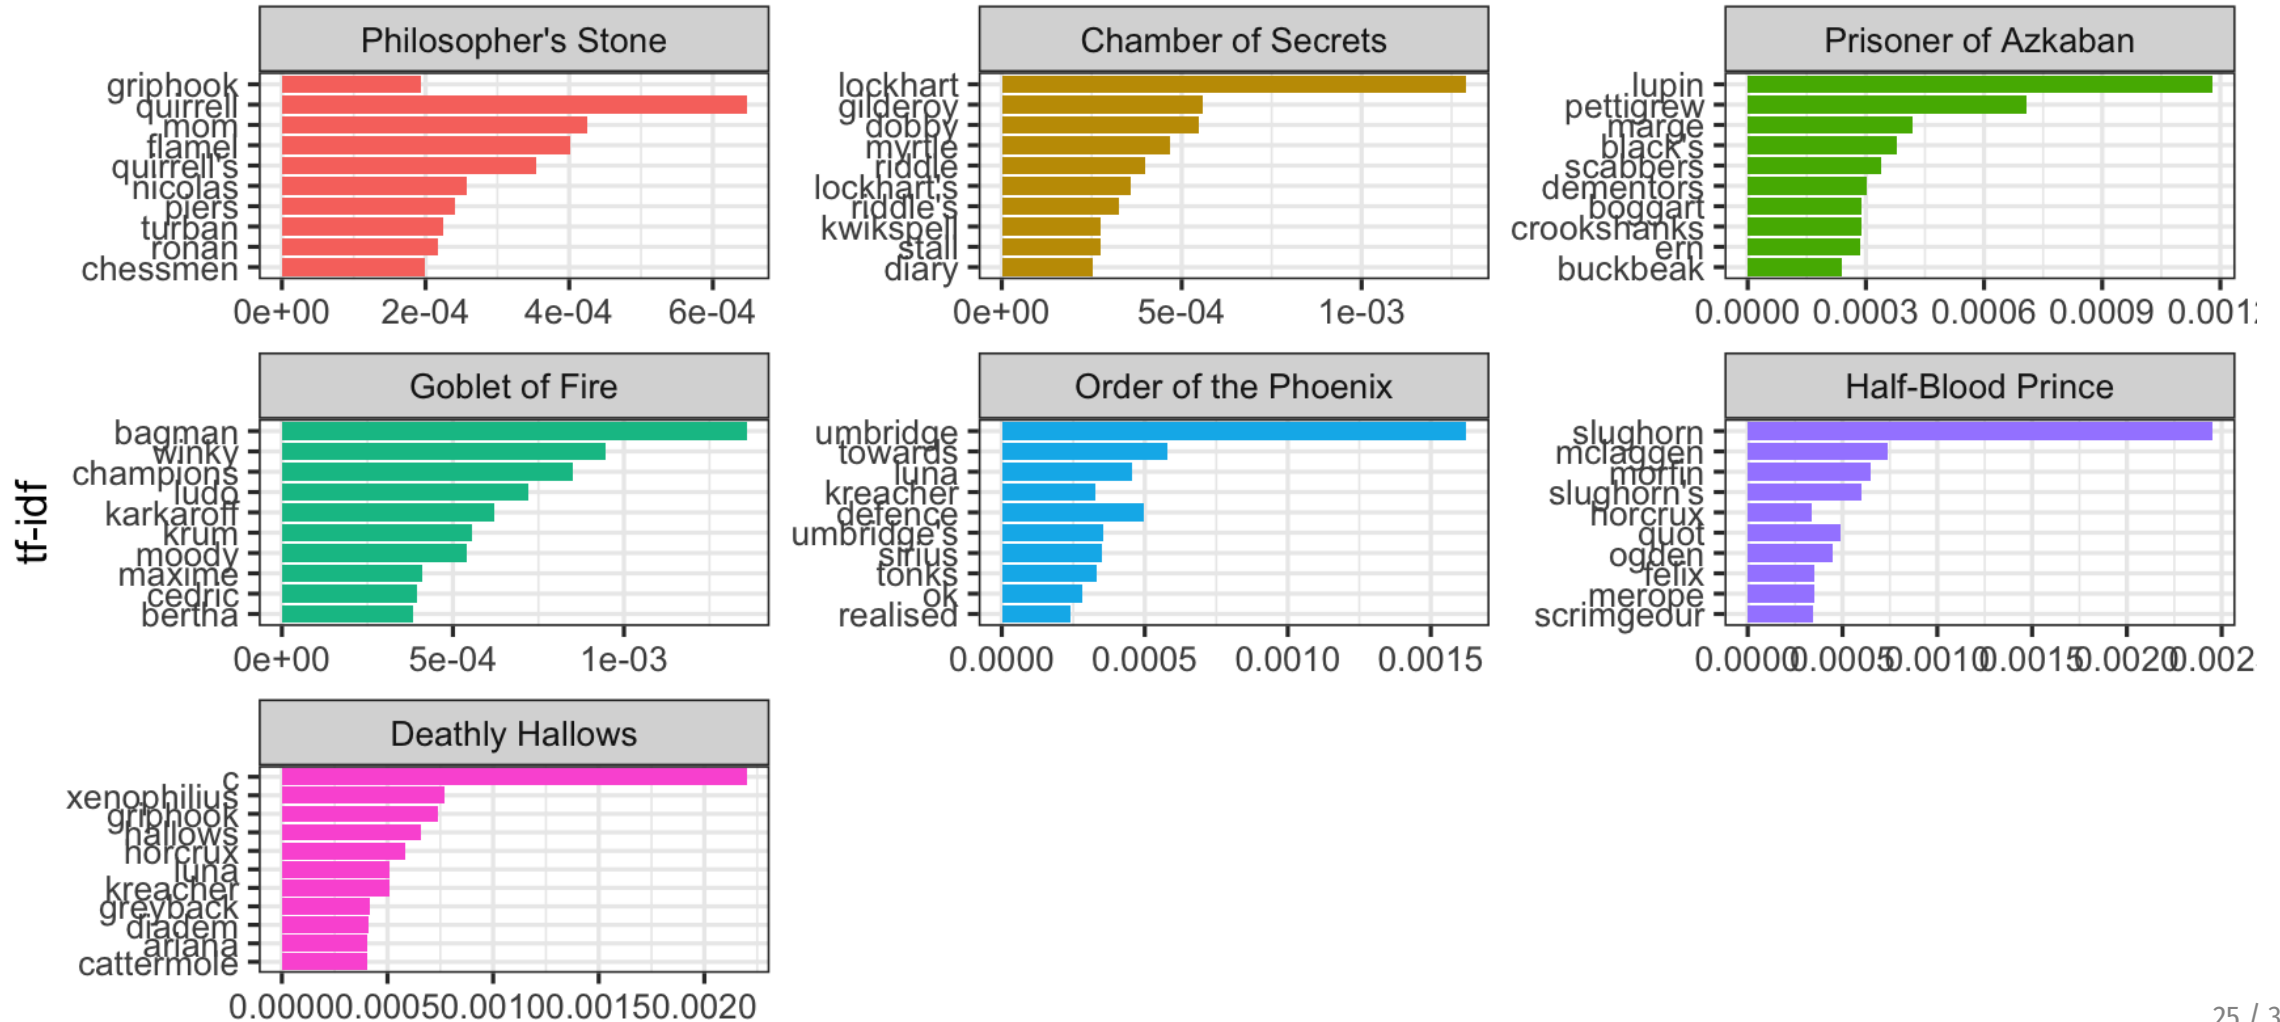 Philosopher's Stone
griphook
quirrell
mom
flamel
quirrell's
nicolas
piers
turban
ronan
chessmen
0e+00 2e-04 4e-04 6e-04
Chamber of Secrets
lockhart
gilderoy
dobby
myrtle
riddle
lockhart's
riddle's
kwikspell
stall
diary
0e+00 5e-04 1e-03
Prisoner of Azkaban
lupin
pettigrew
marge
black's
scabbers
dementors
boggart
crookshanks
ern
buckbeak
0.0000 0.0003 0.0006 0.0009 0.001
tf-idf
Goblet of Fire
bagman
winky
champions
ludo
karkaroff
krum
moody
maxime
cedric
bertha
0e+00 5e-04 1e-03
Order of the Phoenix
umbridge
towards
luna
kreacher
defence
umbridge's
sirius
tonks
ok
realised
0.0000 0.0005 0.0010 0.0015
Half-Blood Prince
slughorn
mclaggen
morfin
slughorn's
horcrux
quot
ogden
felix
merope
scrimgeour
0.0000 0.0005 0.0010 0.0015 0.0020 0.002
Deathly Hallows
c
xenophilius
griphook
hallows
horcrux
luna
kreacher
greyback
diadem
ariana
cattermole
0.0000 0.0005 0.0010 0.0015 0.0020
25 / 3